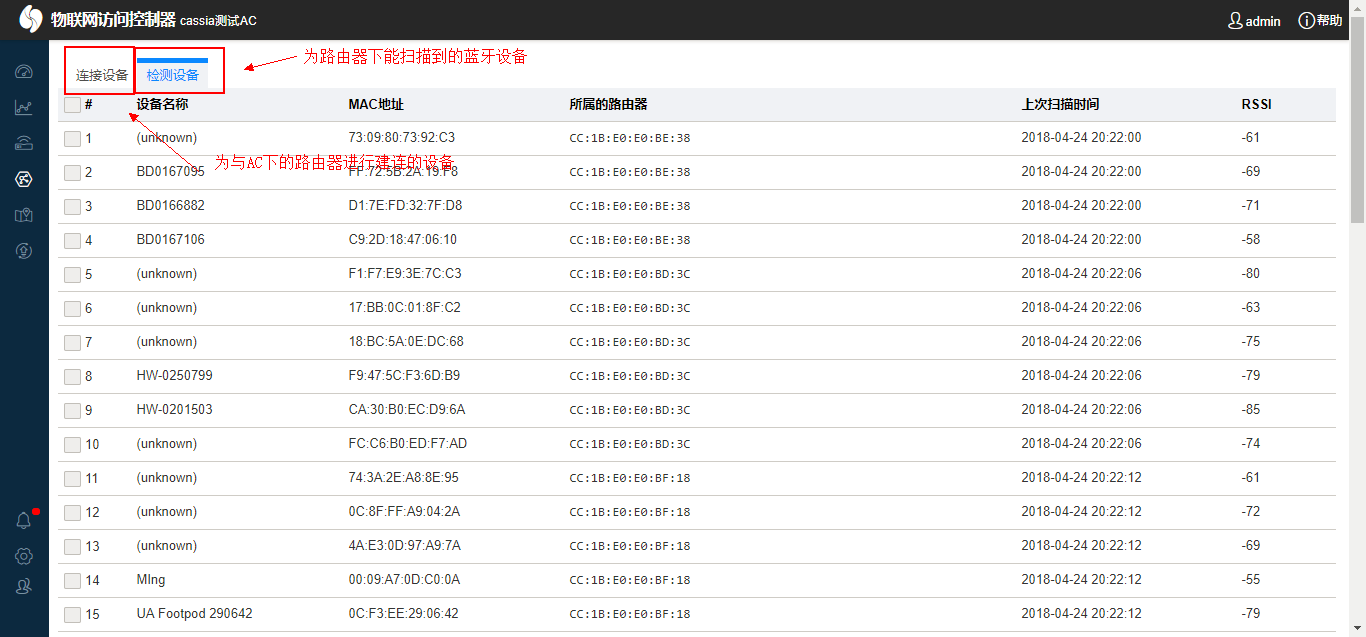 物联网访问控制器 cassia测试AC admin 帮助
为路由器下能扫描到的蓝牙设备
连接设备 检测设备
# 设备名称 MAC地址 所属的路由器 上次扫描时间 RSSI
1 (unknown) 73:09:80:73:92:C3 CC:1B:E0:E0:BE:38 2018-04-24 20:22:00 -61
为与AC下的路由器进行建连的设备
2 BD0167095 FF:72:5B:2A:19:F8 CC:1B:E0:E0:BE:38 2018-04-24 20:22:00 -69
3 BD0166882 D1:7E:FD:32:7F:D8 CC:1B:E0:E0:BE:38 2018-04-24 20:22:00 -71
4 BD0167106 C9:2D:18:47:06:10 CC:1B:E0:E0:BE:38 2018-04-24 20:22:00 -58
5 (unknown) F1:F7:E9:3E:7C:C3 CC:1B:E0:E0:BD:3C 2018-04-24 20:22:06 -80
6 (unknown) 17:BB:0C:01:8F:C2 CC:1B:E0:E0:BD:3C 2018-04-24 20:22:06 -63
7 (unknown) 18:BC:5A:0E:DC:68 CC:1B:E0:E0:BD:3C 2018-04-24 20:22:06 -75
8 HW-0250799 F9:47:5C:F3:6D:B9 CC:1B:E0:E0:BD:3C 2018-04-24 20:22:06 -79
9 HW-0201503 CA:30:B0:EC:D9:6A CC:1B:E0:E0:BD:3C 2018-04-24 20:22:06 -85
10 (unknown) FC:C6:B0:ED:F7:AD CC:1B:E0:E0:BD:3C 2018-04-24 20:22:06 -74
11 (unknown) 74:3A:2E:A8:8E:95 CC:1B:E0:E0:BF:18 2018-04-24 20:22:12 -61
12 (unknown) 0C:8F:FF:A9:04:2A CC:1B:E0:E0:BF:18 2018-04-24 20:22:12 -72
13 (unknown) 4A:E3:0D:97:A9:7A CC:1B:E0:E0:BF:18 2018-04-24 20:22:12 -69
14 MIng 00:09:A7:0D:C0:0A CC:1B:E0:E0:BF:18 2018-04-24 20:22:12 -55
15 UA Footpod 290642 0C:F3:EE:29:06:42 CC:1B:E0:E0:BF:18 2018-04-24 20:22:12 -79